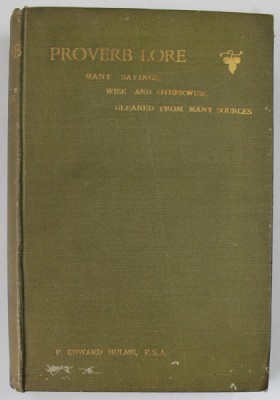 PROVERB LORE
MANY SAYINGS,
WISE AND OTHERWISE,
GLEANED FROM MANY SOURCES
F. EDWARD HULME, F.S.A.